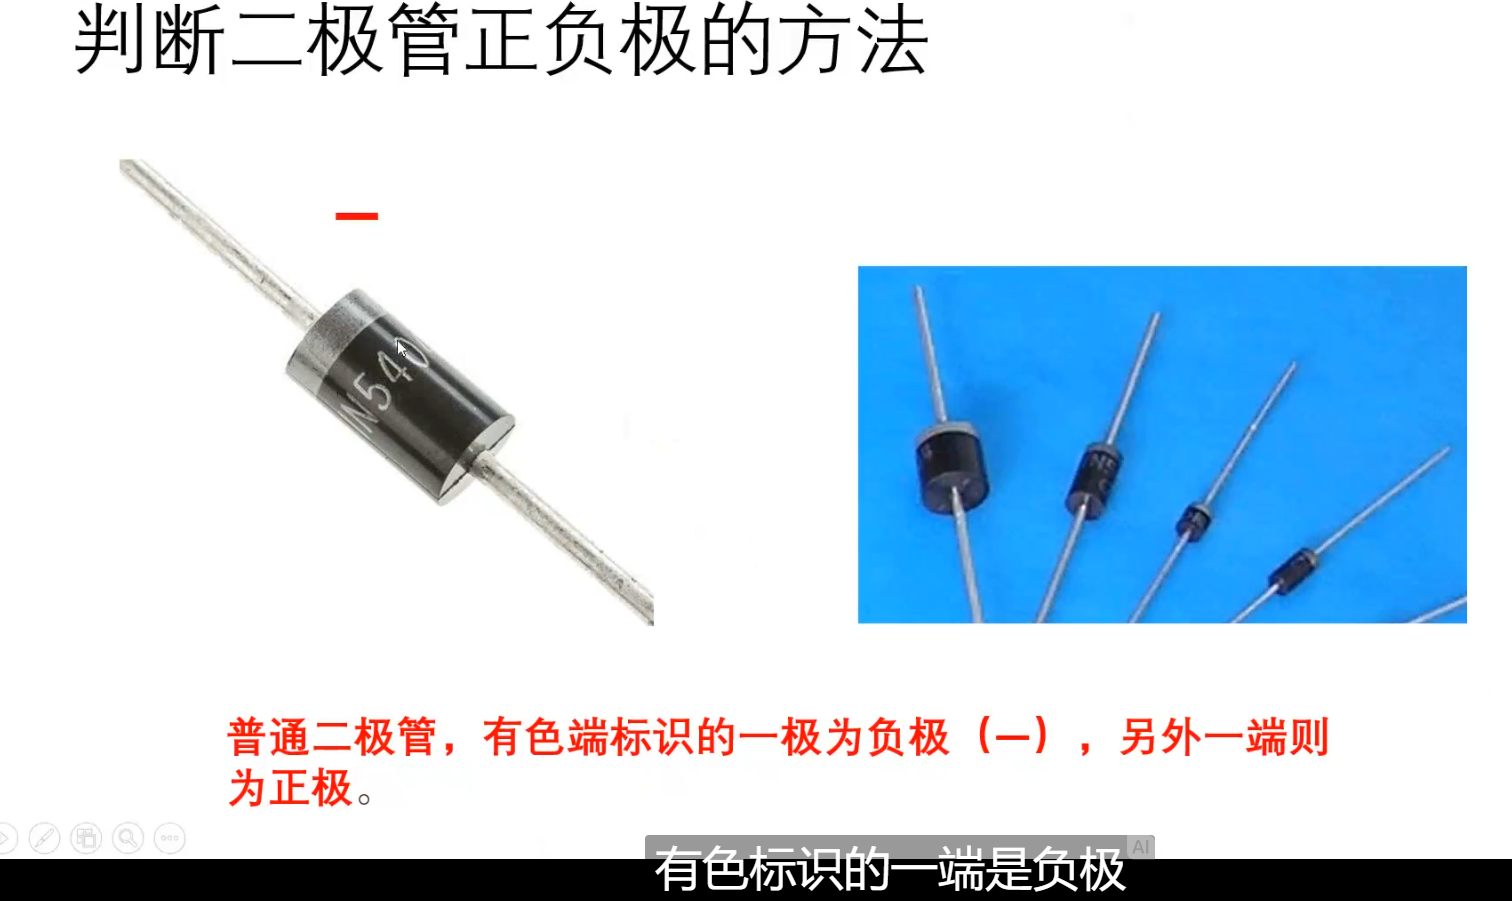 判断二极管正负极的方法
—
N540
普通二极管，有色端标识的一极为负极（—），另外一端则
为正极。
AI
有色标识的一端是负极